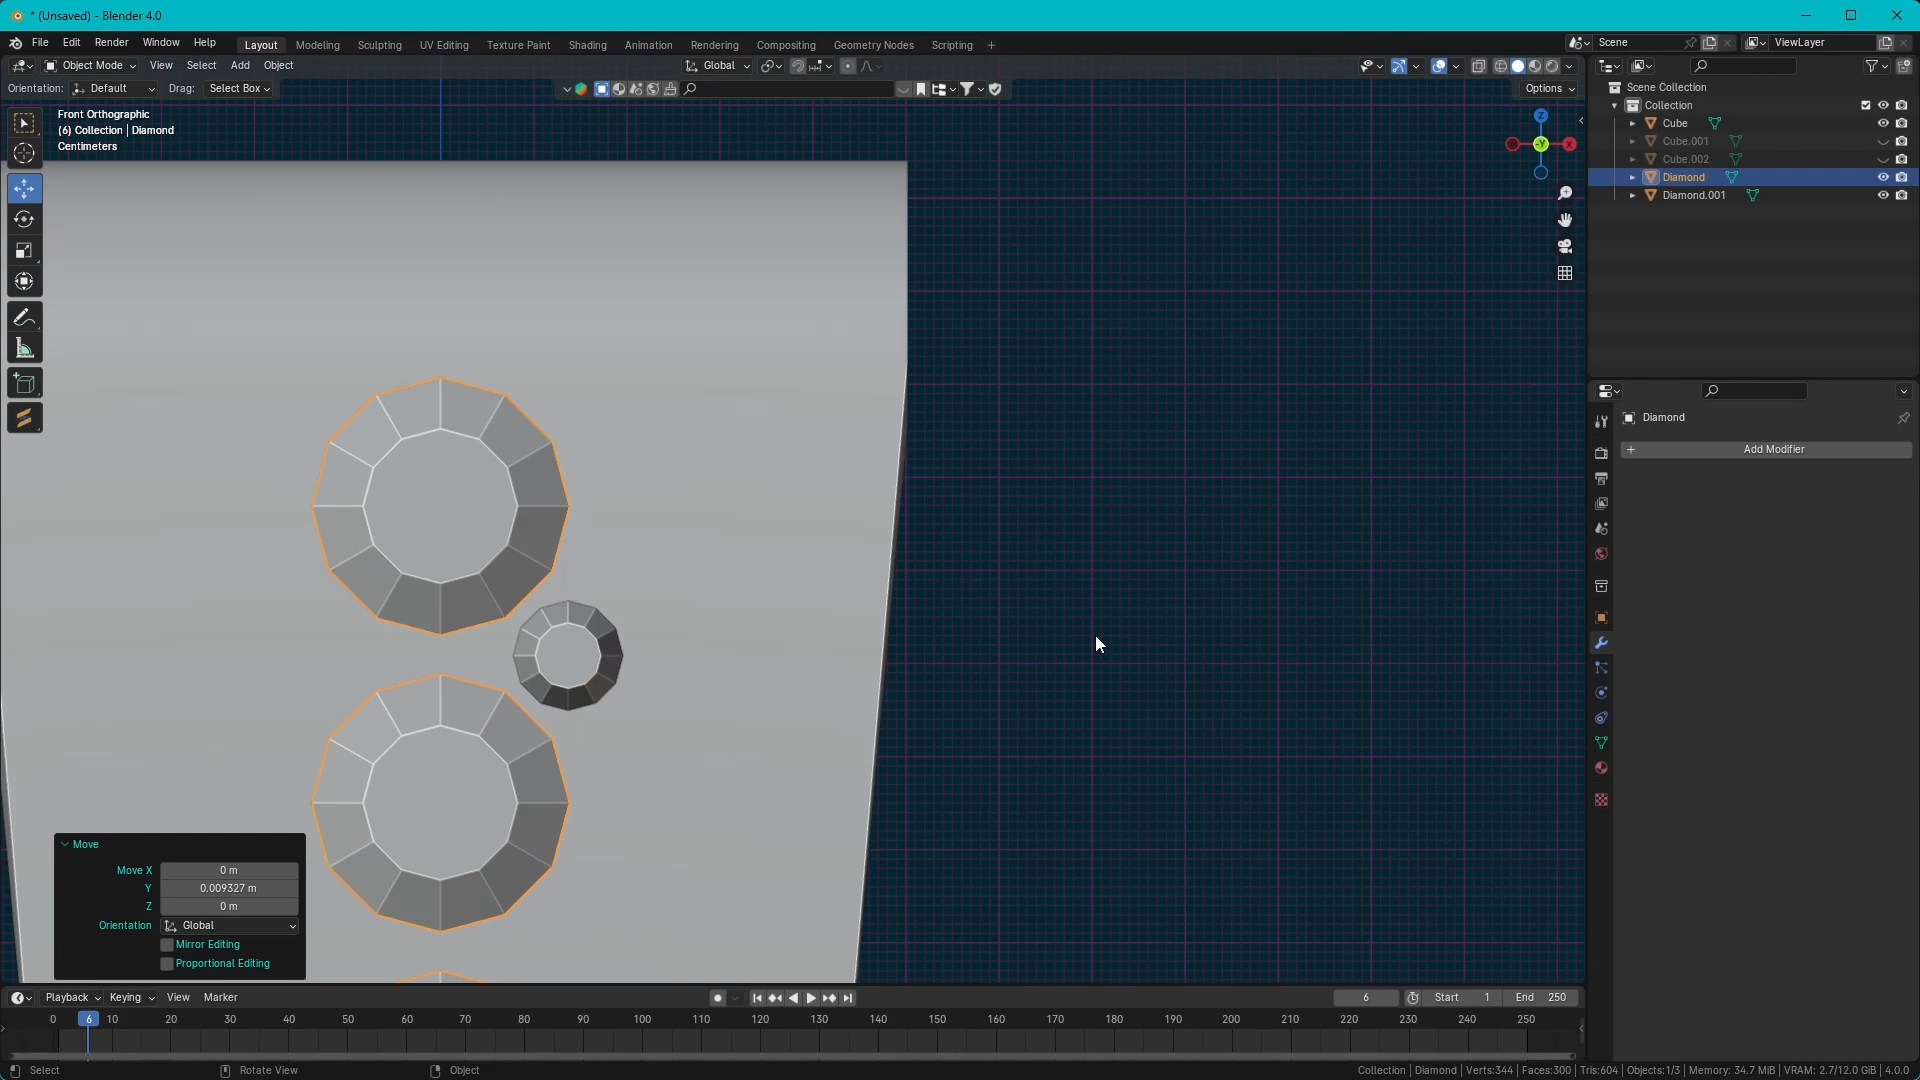 * (Unsaved) - Blender 4.0
File Edit Render Window Help Layout Modeling Sculpting UV Editing Texture Paint Shading Animation Rendering Compositing Geometry Nodes Scripting + Scene ViewLayer
Object Mode View Select Add Object Global
Orientation: Default Drag: Select Box Options
Front Orthographic
(6) Collection | Diamond
Centimeters
Z
-Y
X
Scene Collection
Collection
Cube
Cube.001
Cube.002
Diamond
Diamond.001
Diamond
+ Add Modifier
Move
Move X 0 m
Y 0.009327 m
Z 0 m
Orientation Global
Mirror Editing
Proportional Editing
Playback Keying View Marker 6 Start 1 End 250
0 6 10 20 30 40 50 60 70 80 90 100 110 120 130 140 150 160 170 180 190 200 210 220 230 240 250
Select Rotate View Object Collection | Diamond | Verts:344 | Faces:300 | Tris:604 | Objects:1/3 | Memory: 34.7 MiB | VRAM: 2.7/12.0 GiB | 4.0.0